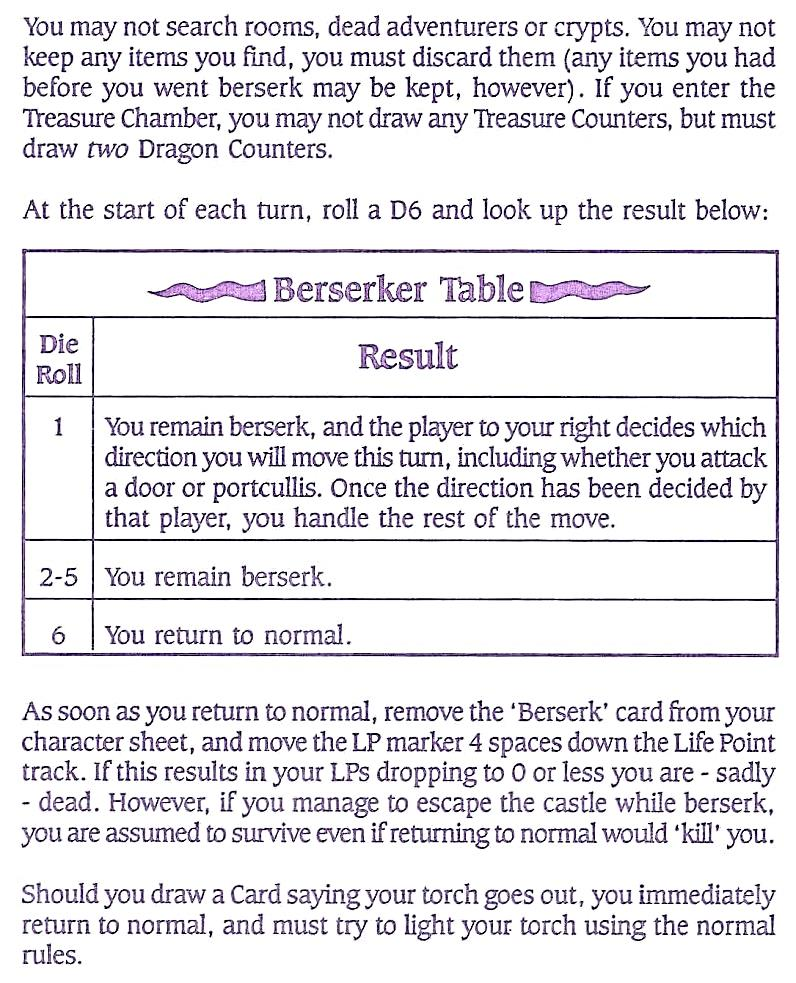 You may not search rooms, dead adventurers or crypts. You may not
keep any items you find, you must discard them (any items you had
before you went berserk may be kept, however). If you enter the
Treasure Chamber, you may not draw any Treasure Counters, but must
draw two Dragon Counters.
At the start of each turn, roll a D6 and look up the result below:
Berserker Table
Die
Roll
Result
1
You remain berserk, and the player to your right decides which
direction you will move this turn, including whether you attack
a door or portcullis. Once the direction has been decided by
that player, you handle the rest of the move.
2-5 You remain berserk.
6 You return to normal.
As soon as you return to normal, remove the ‘Berserk’ card from your
character sheet, and move the LP marker 4 spaces down the Life Point
track. If this results in your LPs dropping to 0 or less you are - sadly
- dead. However, if you manage to escape the castle while berserk,
you are assumed to survive even if returning to normal would ‘kill’ you.
Should you draw a Card saying your torch goes out, you immediately
return to normal, and must try to light your torch using the normal
rules.